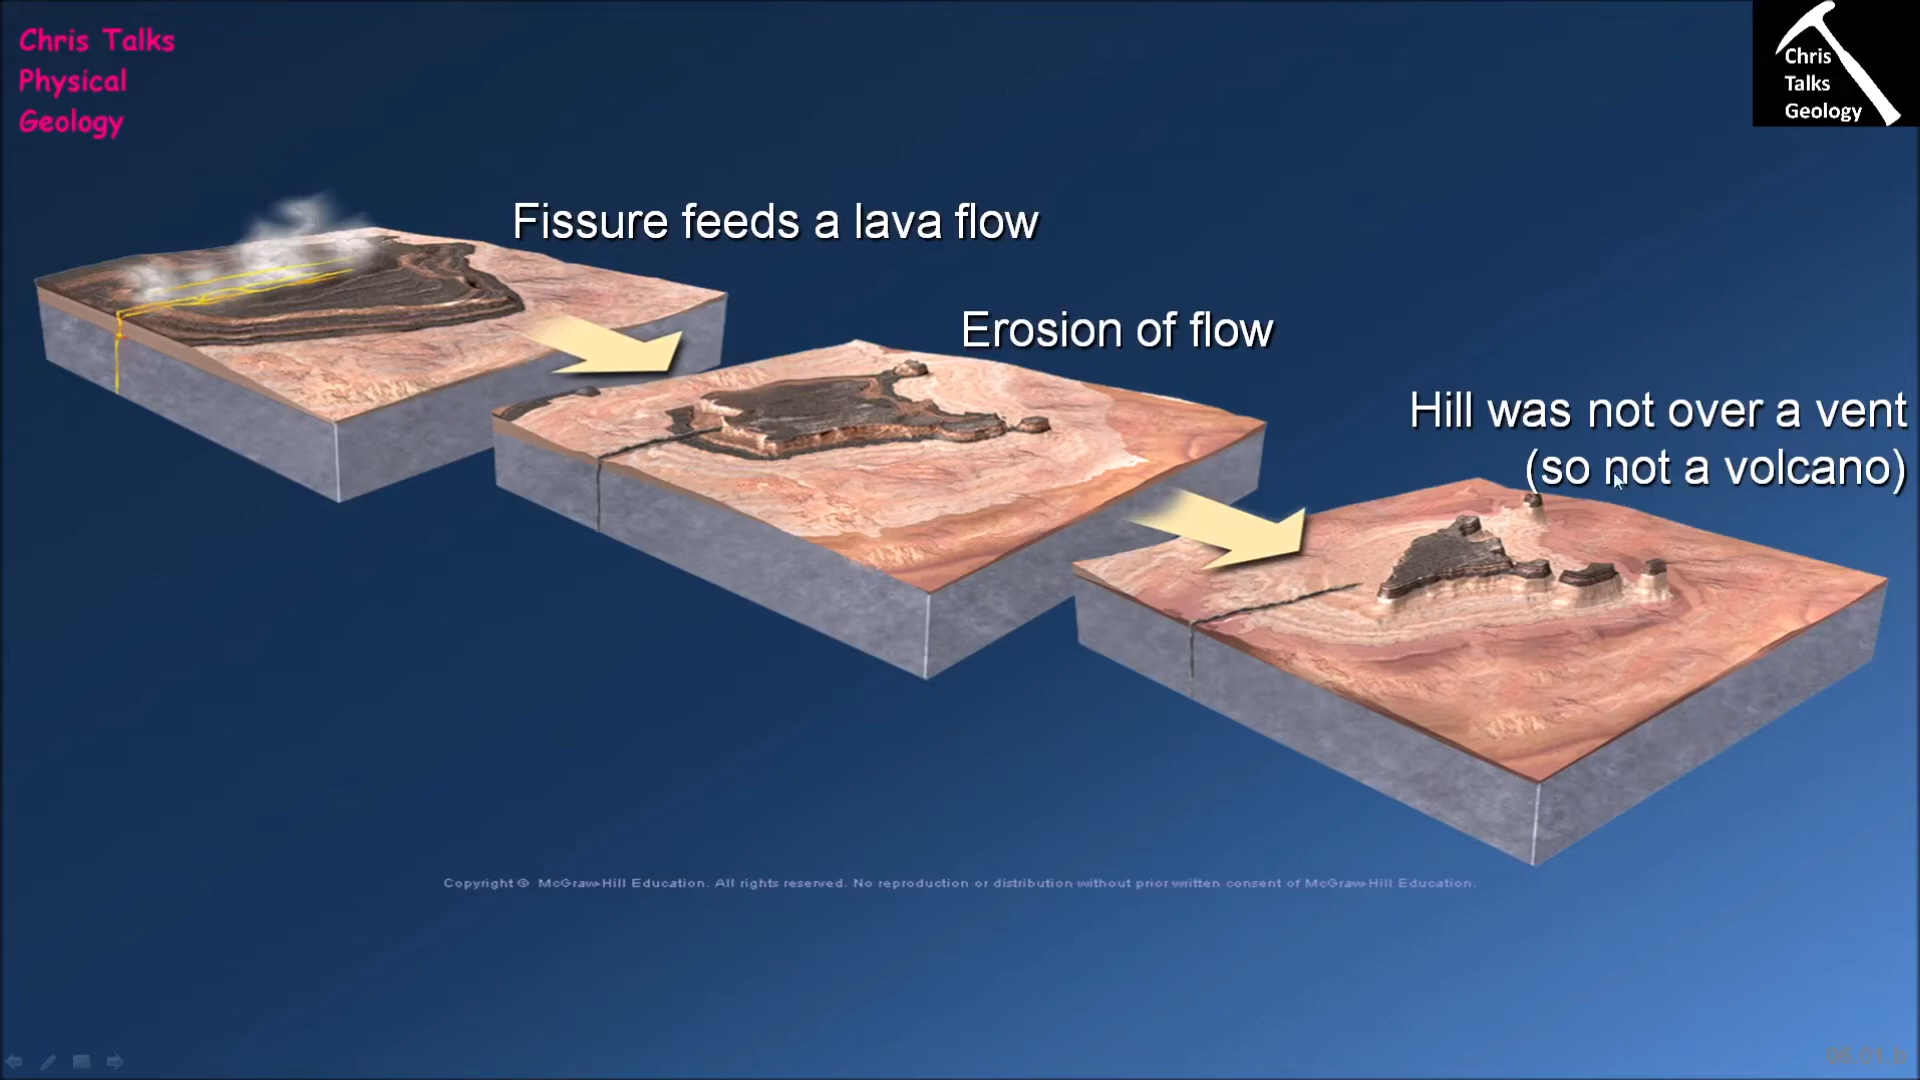 Chris Talks
Physical
Geology
Chris
Talks
Geology
Fissure feeds a lava flow
Erosion of flow
Hill was not over a vent
(so not a volcano)
Copyright © McGraw-Hill Education. All rights reserved. No reproduction or distribution without prior written consent of McGraw-Hill Education.